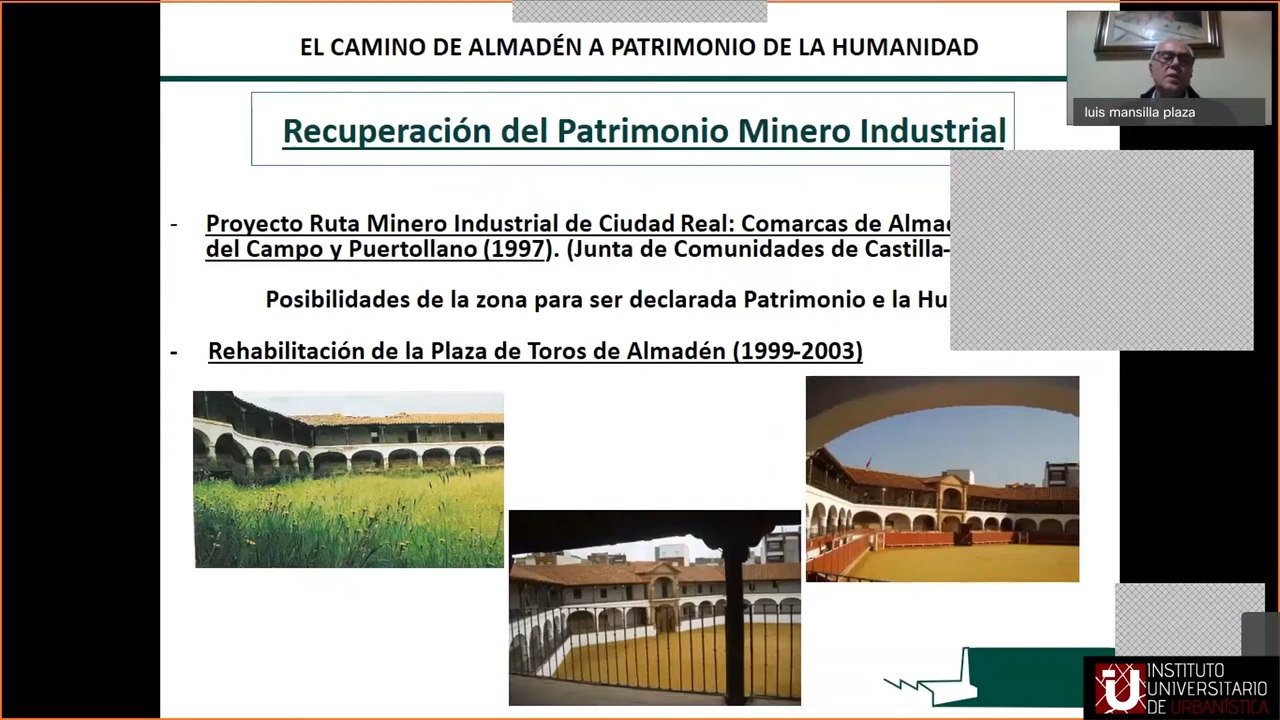 EL CAMINO DE ALMADÉN A PATRIMONIO DE LA HUMANIDAD
luis mansilla plaza
Recuperación del Patrimonio Minero Industrial
- Proyecto Ruta Minero Industrial de Ciudad Real: Comarcas de
del Campo y Puertollano (1997). (Junta de Comunidades de Castilla-
Posibilidades de la zona para ser declarada Patrimonio e la
- Rehabilitación de la Plaza de Toros de Almadén (1999-2003)
iU
INSTITUTO
UNIVERSITARIO
DE URBANÍSTICA